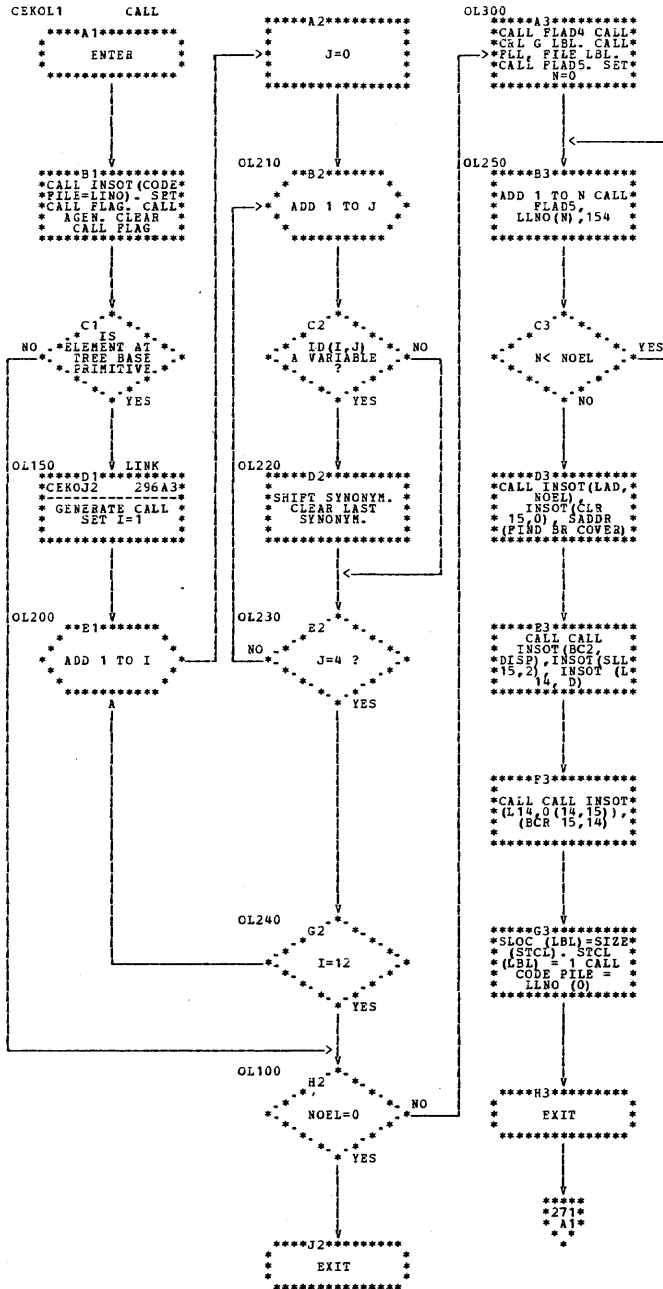 CEKOL1 CALL
A1
ENTER
B1
CALL INSOT(CODE
FILE=LINO). SET
CALL FLAG. CALL
AGEN. CLEAR
CALL FLAG
C1
IS
ELEMENT AT
TREE BASE
PRIMITIVE
NO
YES
OL150 LINK
D1
CEKOJ2 296A3
GENERATE CALL
SET I=1
OL200
E1
ADD 1 TO I
A2
J=0
OL210
B2
ADD 1 TO J
C2
ID(I,J)
A VARIABLE
?
NO
YES
OL220
D2
SHIFT SYNONYM.
CLEAR LAST
SYNONYM.
OL230
E2
NO
J=4 ?
YES
OL240
G2
I=12
YES
OL100
H2
NOEL=0
NO
YES
J2
EXIT
OL300
A3
CALL FLAD4 CALL
CRL G LBL. CALL
FLL, FILE LBL.
CALL FLAD5. SET
N=0
OL250
B3
ADD 1 TO N CALL
FLAD5,
LLNO(N),154
C3
N< NOEL
YES
NO
D3
CALL INSOT(LAD,
NOEL),
INSOT(CLR
15,0), SADDR
(FIND BR COVER)
E3
CALL CALL
INSOT(BC2,
DISP),INSOT(SLL
15,2), INSOT (L
14, D)
F3
CALL CALL INSOT
(L14,0(14,15)),
(BCR 15,14)
G3
SLOC (LBL)=SIZE
(STCL). STCL
(LBL) = 1 CALL
CODE PILE =
LLNO (0)
H3
EXIT
271
A1